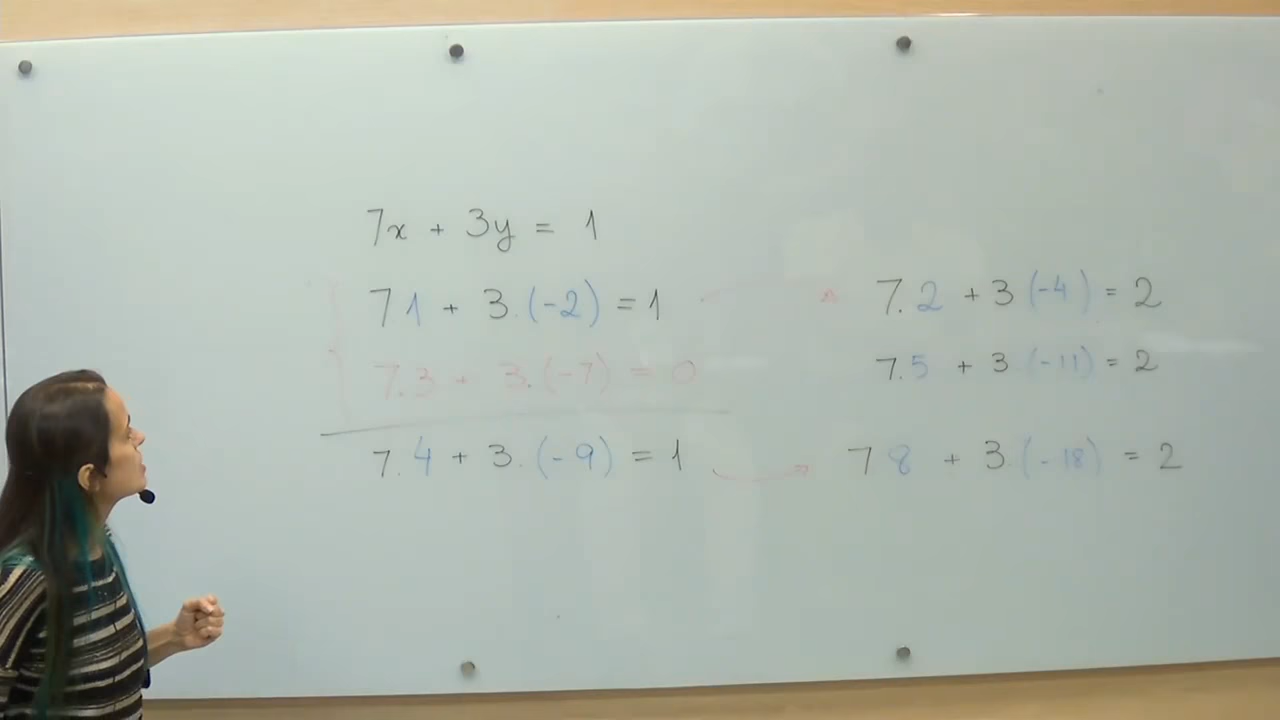 7x + 3y = 1
7 1 + 3.(-2) = 1
7.3 + 3.(-7) = 0
7.4 + 3.(-9) = 1
7.2 + 3 (-4) = 2
7.5 + 3 (-11) = 2
7 8 + 3.(-18) = 2